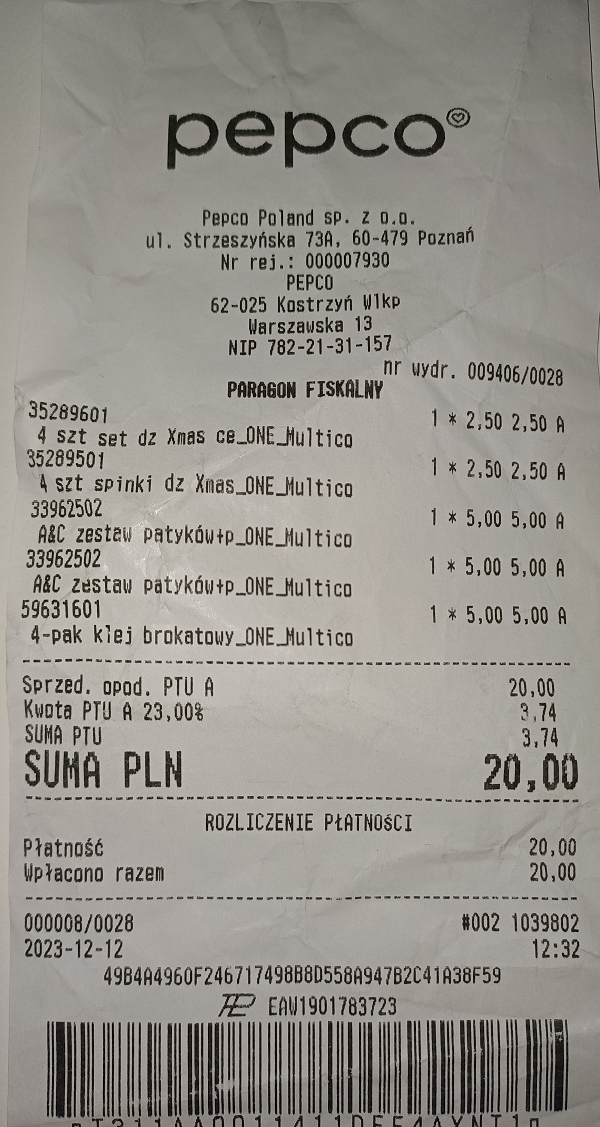 pepco
Pepco Poland sp. z o.o.
ul. Strzeszyńska 73A, 60-479 Poznań
Nr rej.: 000007930
PEPCO
62-025 Kostrzyń Wlkp
Warszawska 13
NIP 782-21-31-157
nr wydr. 009406/0028
PARAGON FISKALNY
35289601
4 szt set dz Xmas ce_ONE_Multico 1 * 2,50 2,50 A
35289501
4 szt spinki dz Xmas_ONE_Multico 1 * 2,50 2,50 A
33962502
A&C zestaw patyków+p_ONE_Multico 1 * 5,00 5,00 A
33962502
A&C zestaw patyków+p_ONE_Multico 1 * 5,00 5,00 A
59631601
4-pak klej brokatowy_ONE_Multico 1 * 5,00 5,00 A
Sprzed. opod. PTU A 20,00
Kwota PTU A 23,00% 3,74
SUMA PTU 3,74
SUMA PLN 20,00
ROZLICZENIE PŁATNOŚCI
Płatność 20,00
Wpłacono razem 20,00
000008/0028 #002 1039802
2023-12-12 12:32
49B4A4960F246717498B8D558A947B2C41A38F59
EAW1901783723